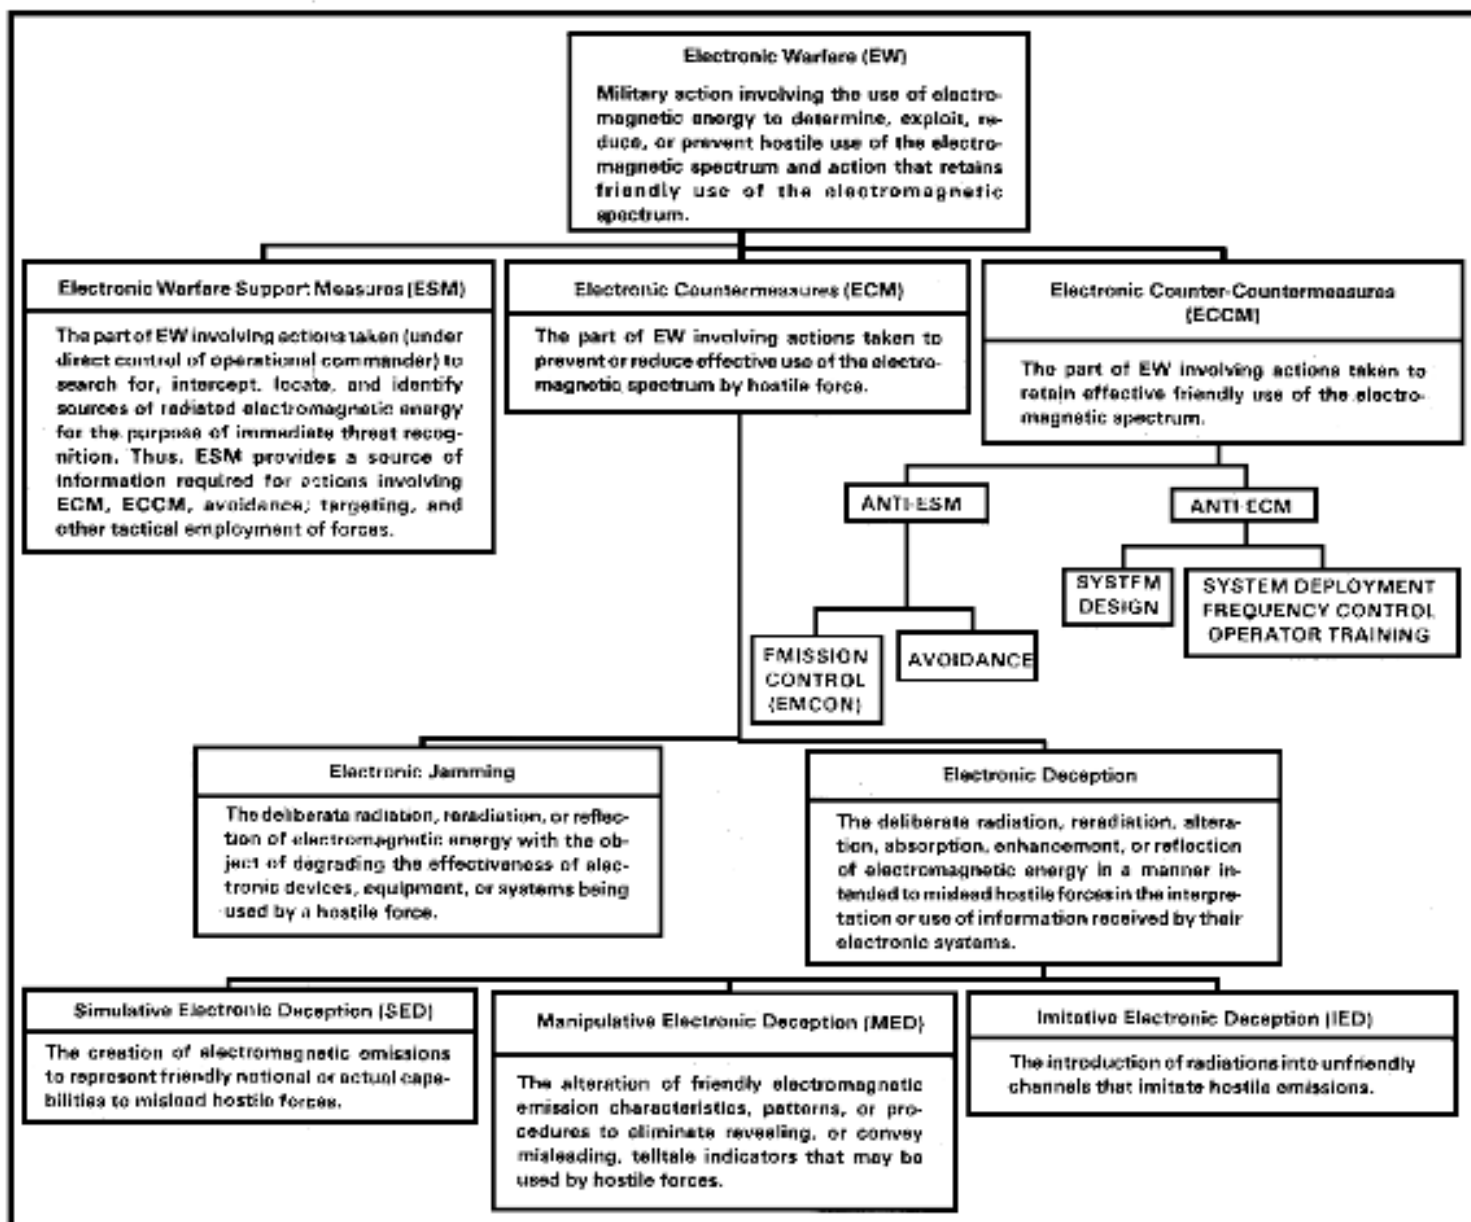 Electronic Warfare (EW)
Military action involving the use of electro-
magnetic energy to determine, exploit, re-
duce, or prevent hostile use of the electro-
magnetic spectrum and action that retains
friendly use of the electromagnetic
spectrum.
Electronic Warfare Support Measures (ESM)
The part of EW involving actions taken (under
direct control of operational commander) to
search for, intercept, locate, and identify
sources of radiated electromagnetic energy
for the purpose of immediate threat recog-
nition. Thus, ESM provides a source of
information required for actions involving
ECM, ECCM, avoidance, targeting, and
other tactical employment of forces.
Electronic Countermeasures (ECM)
The part of EW involving actions taken to
prevent or reduce effective use of the electro-
magnetic spectrum by hostile force.
Electronic Counter-Countermeasures
(ECCM)
The part of EW involving actions taken to
retain effective friendly use of the electro-
magnetic spectrum.
ANTI-ESM
ANTI-ECM
SYSTEM
DESIGN
SYSTEM DEPLOYMENT
FREQUENCY CONTROL
OPERATOR TRAINING
EMISSION
CONTROL
(EMCON)
AVOIDANCE
Electronic Jamming
The deliberate radiation, reradiation, or reflec-
tion of electromagnetic energy with the ob-
ject of degrading the effectiveness of elec-
tronic devices, equipment, or systems being
used by a hostile force.
Electronic Deception
The deliberate radiation, reradiation, altera-
tion, absorption, enhancement, or reflection
of electromagnetic energy in a manner in-
tended to mislead hostile forces in the interpre-
tation or use of information received by their
electronic systems.
Simulative Electronic Deception (SED)
The creation of electromagnetic emissions
to represent friendly notional or actual capa-
bilities to mislead hostile forces.
Manipulative Electronic Deception (MED)
The alteration of friendly electromagnetic
emission characteristics, patterns, or pro-
cedures to eliminate revealing, or convey
misleading, telltale indicators that may be
used by hostile forces.
Imitative Electronic Deception (IED)
The introduction of radiations into unfriendly
channels that imitate hostile emissions.